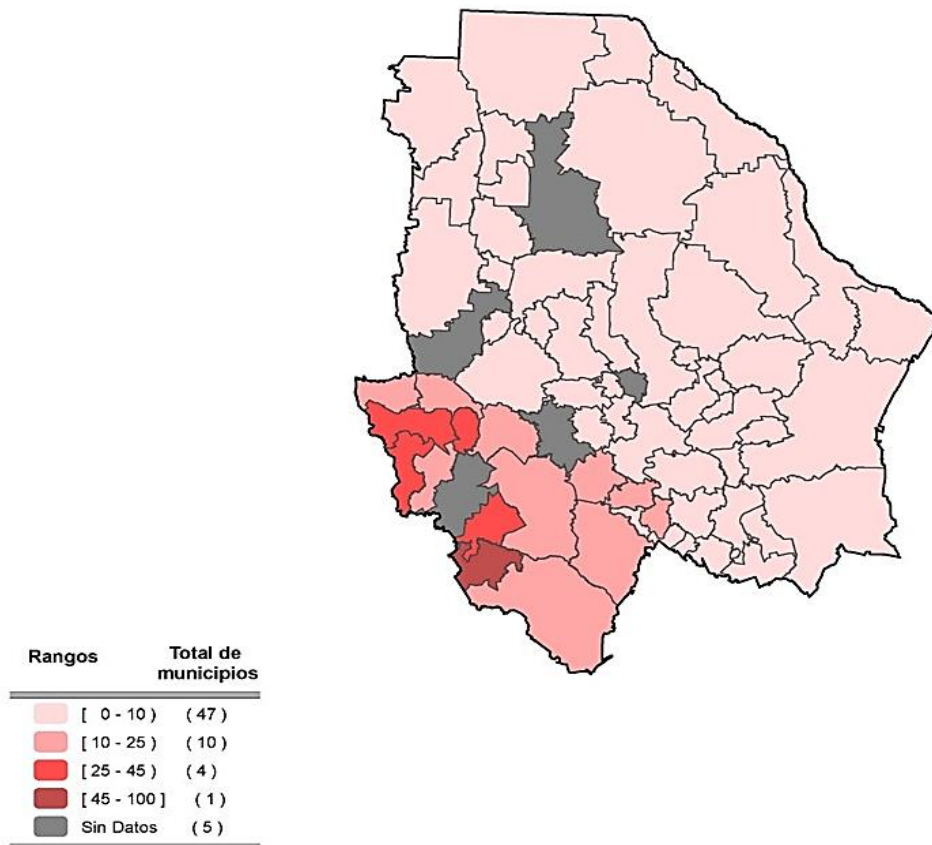 Rangos Total de
municipios
[ 0 - 10 ) ( 47 )
[ 10 - 25 ) ( 10 )
[ 25 - 45 ) ( 4 )
[ 45 - 100 ] ( 1 )
Sin Datos ( 5 )